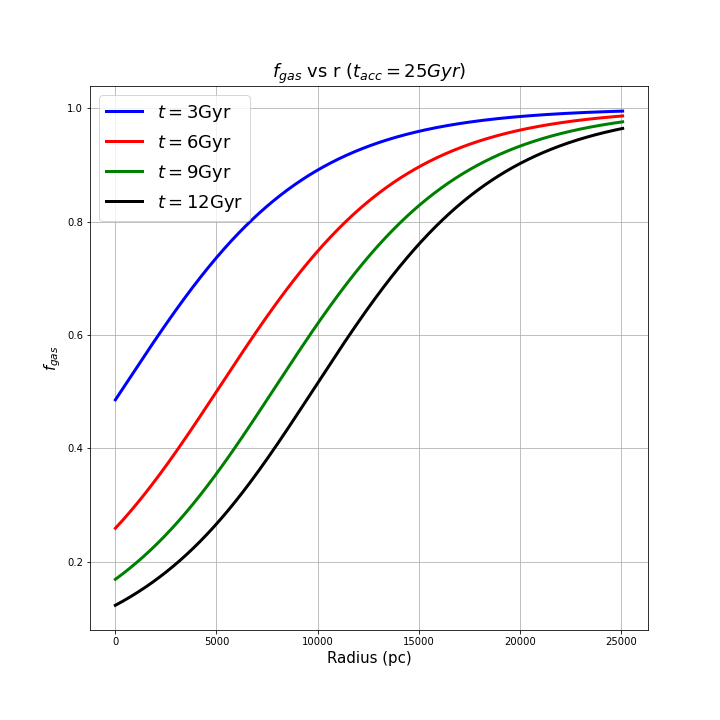 f_gas vs r (t_acc = 25Gyr)
t = 3Gyr
t = 6Gyr
t = 9Gyr
t = 12Gyr
1.0
0.8
0.6
0.4
0.2
f_gas
0 5000 10000 15000 20000 25000
Radius (pc)